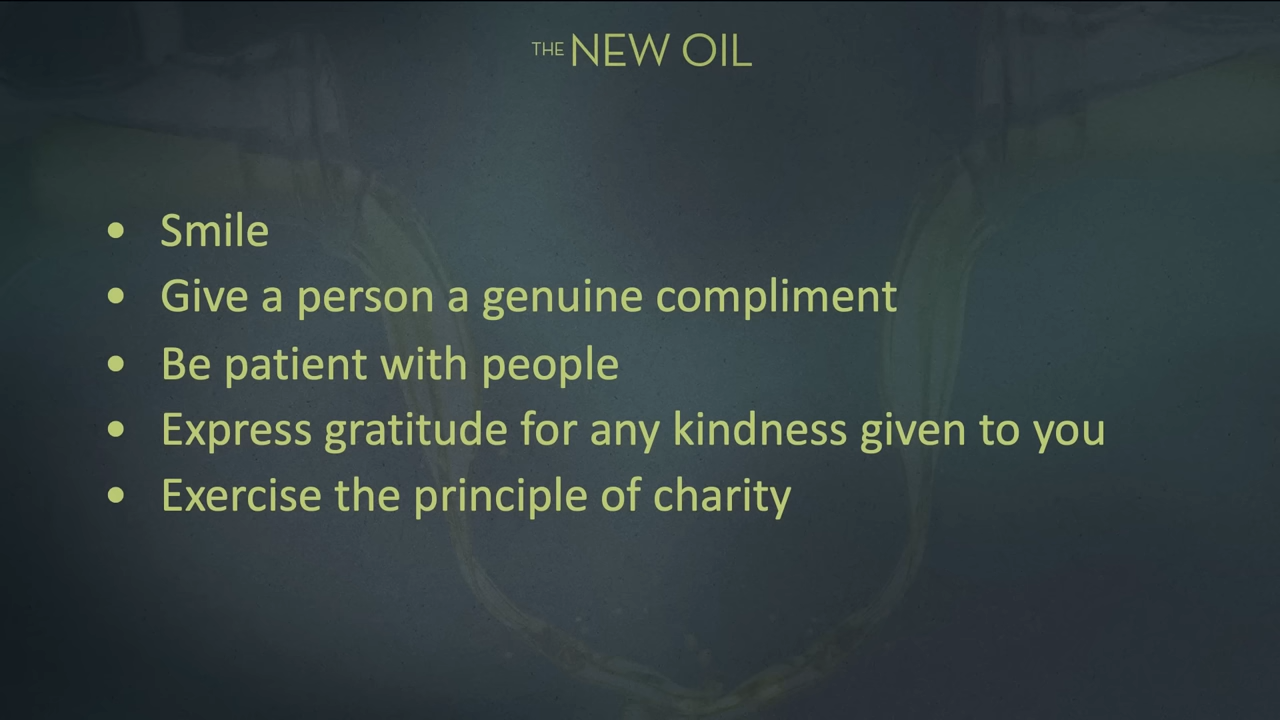 THE NEW OIL
• Smile
• Give a person a genuine compliment
• Be patient with people
• Express gratitude for any kindness given to you
• Exercise the principle of charity